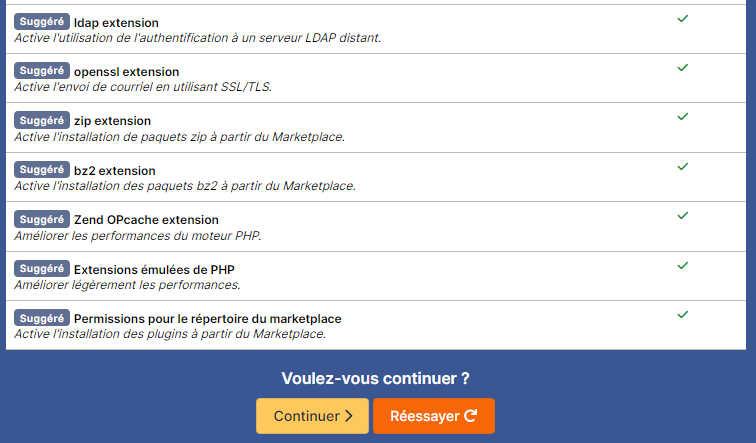 Suggéré ldap extension
Active l'utilisation de l'authentification à un serveur LDAP distant.
Suggéré openssl extension
Active l'envoi de courriel en utilisant SSL/TLS.
Suggéré zip extension
Active l'installation de paquets zip à partir du Marketplace.
Suggéré bz2 extension
Active l'installation des paquets bz2 à partir du Marketplace.
Suggéré Zend OPcache extension
Améliorer les performances du moteur PHP.
Suggéré Extensions émulées de PHP
Améliorer légèrement les performances.
Suggéré Permissions pour le répertoire du marketplace
Active l'installation des plugins à partir du Marketplace.
Voulez-vous continuer ?
Continuer
Réessayer